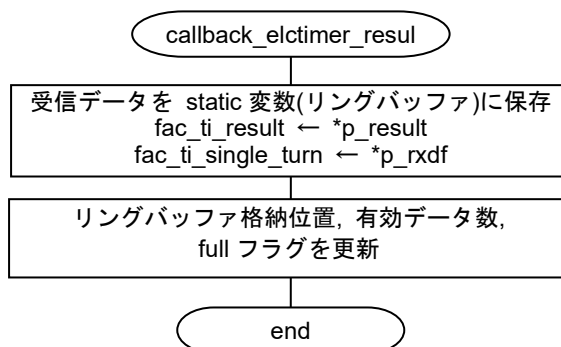 callback_elctimer_resul
受信データを static 変数(リングバッファ)に保存
fac_ti_result ← *p_result
fac_ti_single_turn ← *p_rxdf
リングバッファ格納位置, 有効データ数,
full フラグを更新
end